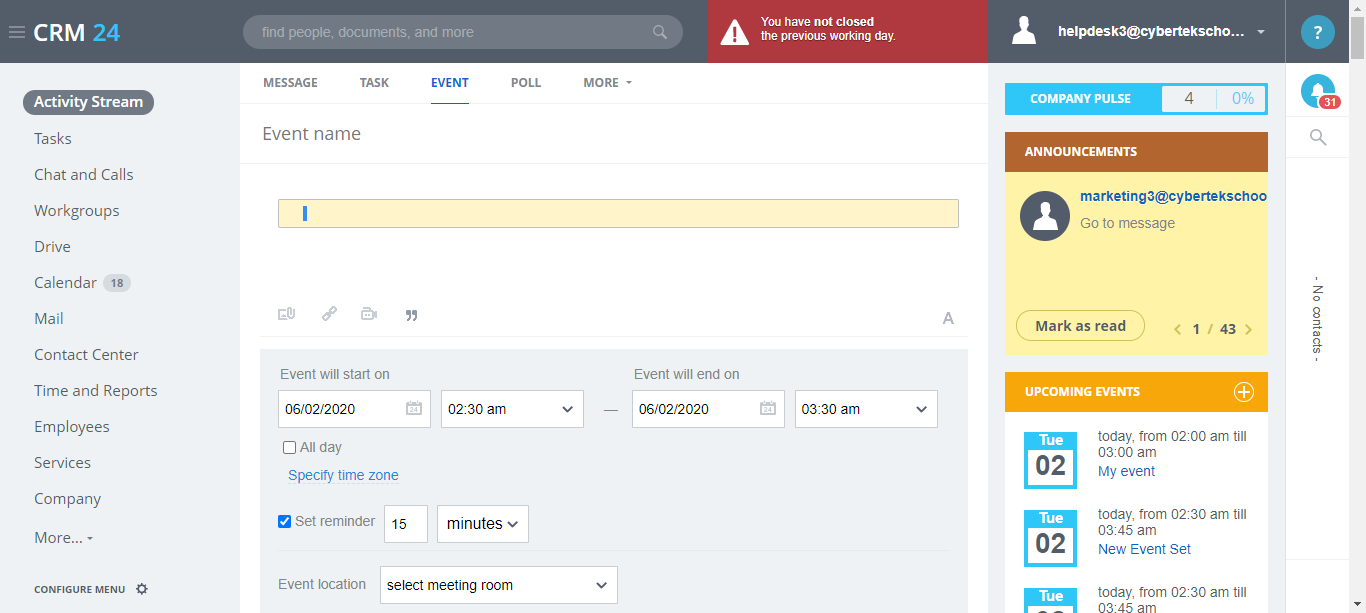 CRM 24
find people, documents, and more
You have not closed
the previous working day.
helpdesk3@cybertekscho...
?
Activity Stream
Tasks
Chat and Calls
Workgroups
Drive
Calendar 18
Mail
Contact Center
Time and Reports
Employees
Services
Company
More...
CONFIGURE MENU
MESSAGE TASK EVENT POLL MORE
Event name
A
Event will start on
Event will end on
06/02/2020 24 02:30 am — 06/02/2020 24 03:30 am
All day
Specify time zone
Set reminder 15 minutes
Event location select meeting room
COMPANY PULSE 4 0%
ANNOUNCEMENTS
marketing3@cybertekschoo
Go to message
Mark as read
1 / 43
UPCOMING EVENTS
Tue
02
today, from 02:00 am till
03:00 am
My event
Tue
02
today, from 02:30 am till
03:45 am
New Event Set
Tue
today, from 02:30 am till
03:45 am
31
- No contacts -